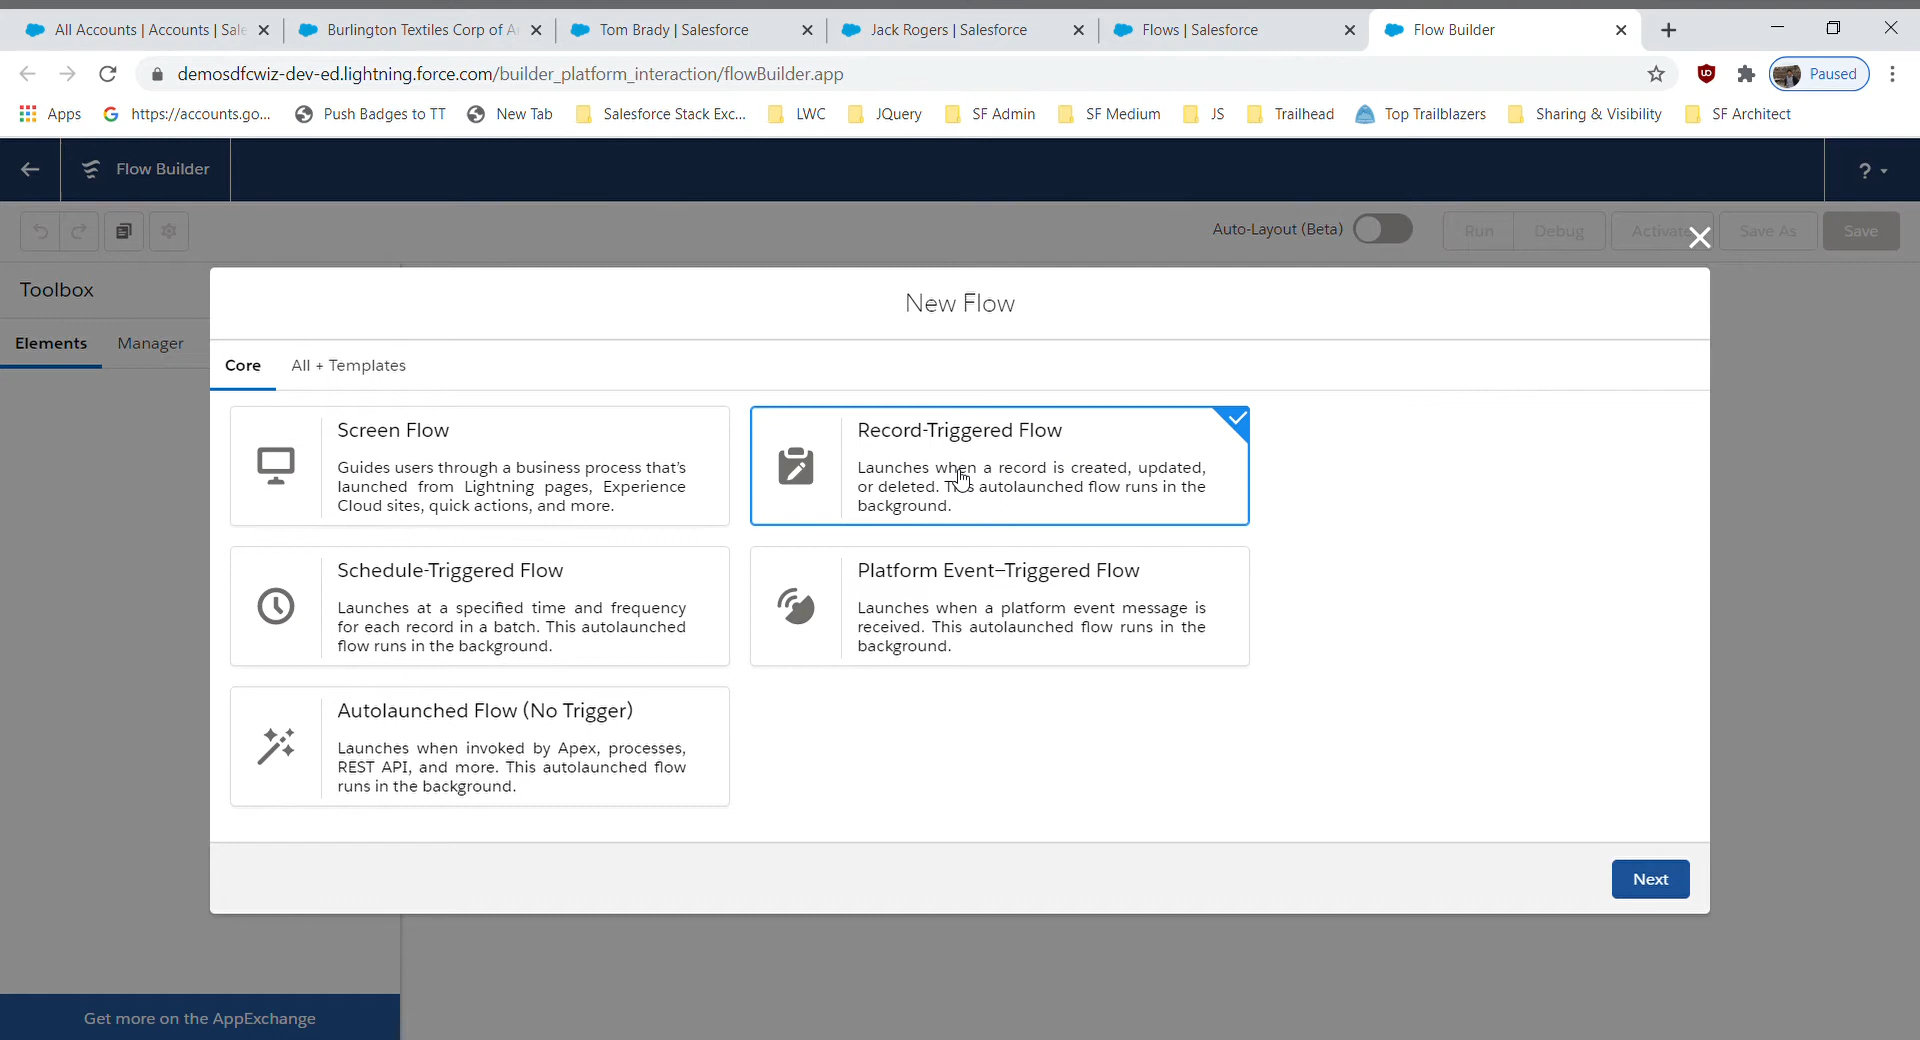 All Accounts | Accounts | Sale
Burlington Textiles Corp of A
Tom Brady | Salesforce
Jack Rogers | Salesforce
Flows | Salesforce
Flow Builder
demosdfcwiz-dev-ed.lightning.force.com/builder_platform_interaction/flowBuilder.app
Paused
Apps
https://accounts.go...
Push Badges to TT
New Tab
Salesforce Stack Exc...
LWC
JQuery
SF Admin
SF Medium
JS
Trailhead
Top Trailblazers
Sharing & Visibility
SF Architect
Flow Builder
?
Auto-Layout (Beta)
Run
Debug
Activate
Save As
Save
Toolbox
Elements
Manager
New Flow
Core
All + Templates
Screen Flow
Guides users through a business process that's
launched from Lightning pages, Experience
Cloud sites, quick actions, and more.
Record-Triggered Flow
Launches when a record is created, updated,
or deleted. This autolaunched flow runs in the
background.
Schedule-Triggered Flow
Launches at a specified time and frequency
for each record in a batch. This autolaunched
flow runs in the background.
Platform Event–Triggered Flow
Launches when a platform event message is
received. This autolaunched flow runs in the
background.
Autolaunched Flow (No Trigger)
Launches when invoked by Apex, processes,
REST API, and more. This autolaunched flow
runs in the background.
Next
Get more on the AppExchange